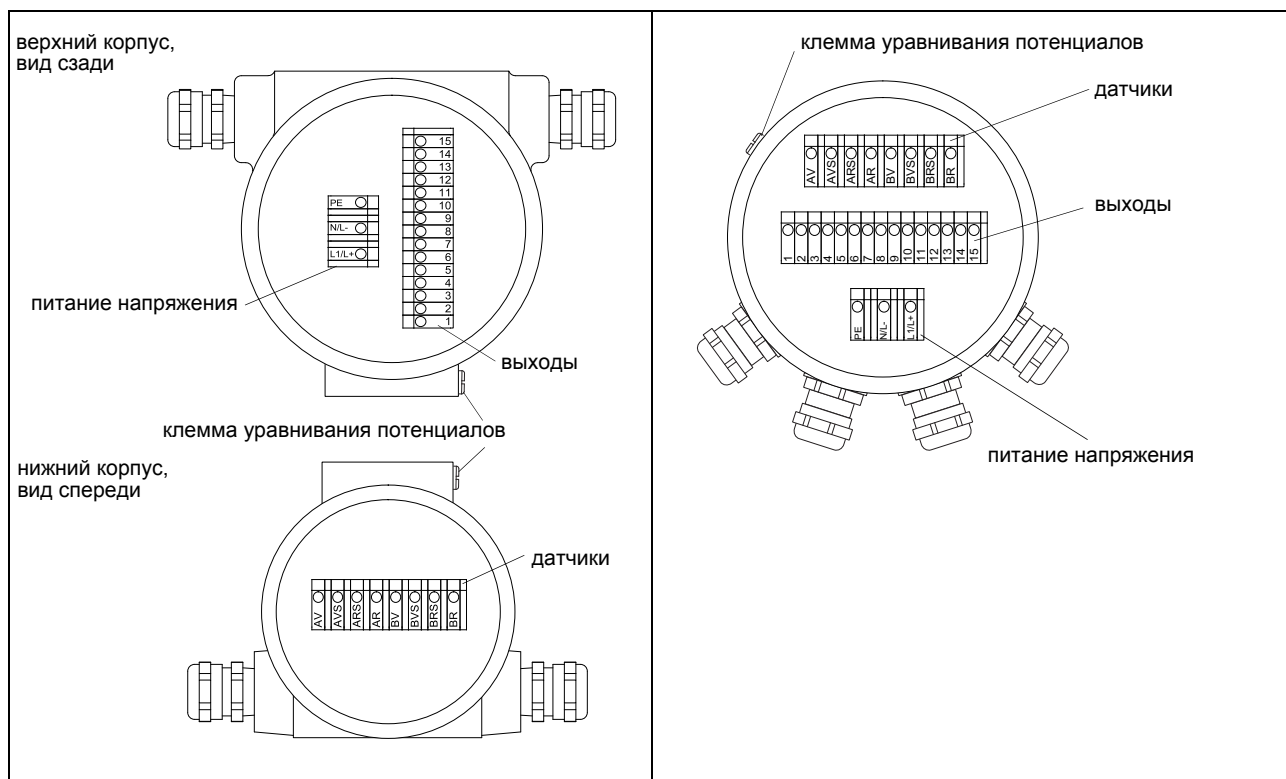 верхний корпус,
вид сзади
15
14
13
12
11
10
9
8
7
6
5
4
3
2
1
PE
N/L-
L1/L+
питание напряжения
выходы
клемма уравнивания потенциалов
нижний корпус,
вид спереди
датчики
AV AVS ARS AR BV BVS BRS BR
клемма уравнивания потенциалов
датчики
AV AVS ARS AR BV BVS BRS BR
выходы
1 2 3 4 5 6 7 8 9 10 11 12 13 14 15
PE N/L- L1/L+
питание напряжения